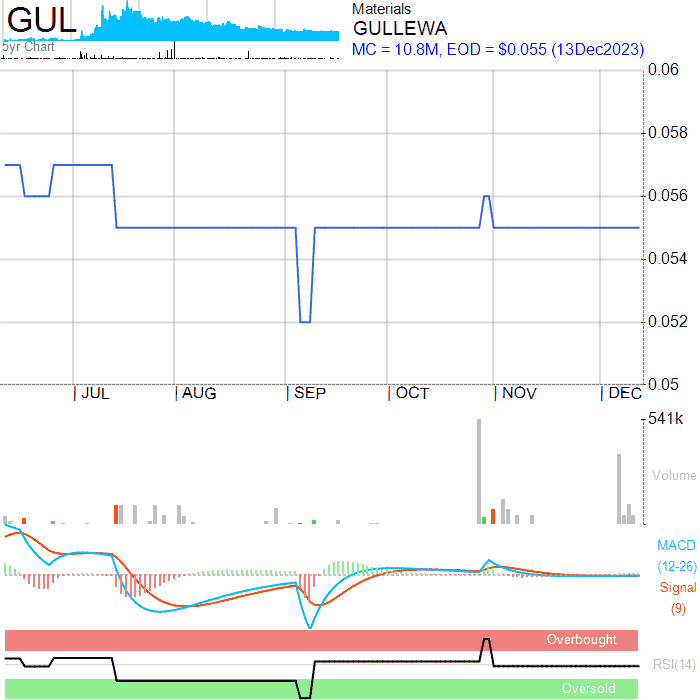 GUL
5yr Chart
Materials
GULLEWA
MC = 10.8M, EOD = $0.055 (13Dec2023)
0.06
0.058
0.056
0.054
0.052
0.05
| JUL | AUG | SEP | OCT | NOV | DEC
541k
Volume
MACD
(12-26)
Signal
(9)
Overbought
RSI(14)
Oversold